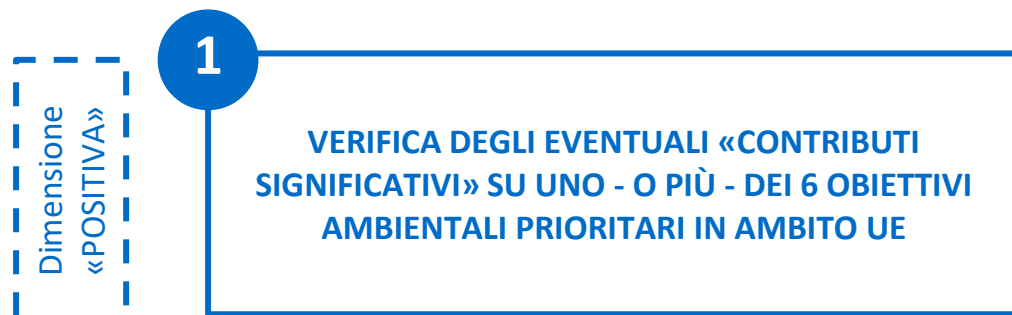 1
Dimensione
«POSITIVA»
VERIFICA DEGLI EVENTUALI «CONTRIBUTI
SIGNIFICATIVI» SU UNO - O PIÙ - DEI 6 OBIETTIVI
AMBIENTALI PRIORITARI IN AMBITO UE